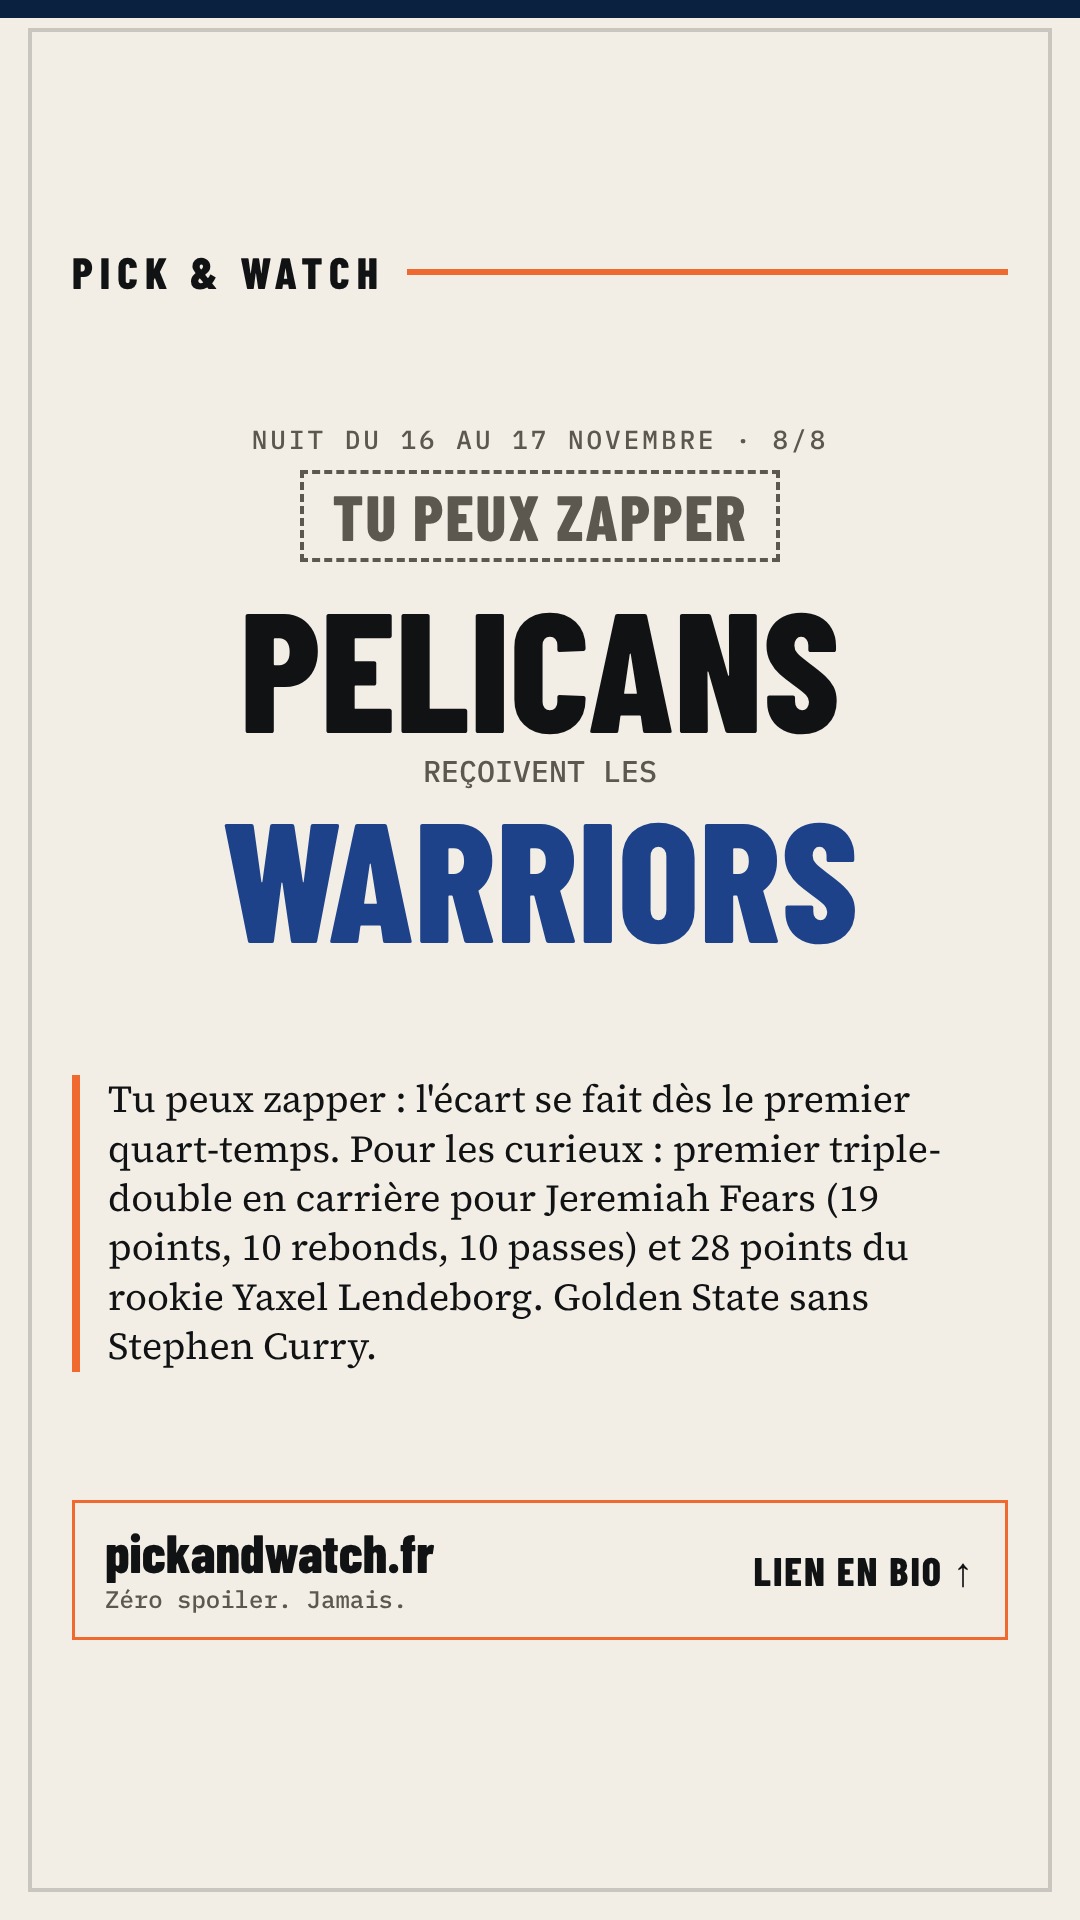 PICK & WATCH
NUIT DU 16 AU 17 NOVEMBRE · 8/8
TU PEUX ZAPPER
PELICANS
REÇOIVENT LES
WARRIORS
Tu peux zapper : l'écart se fait dès le premier
quart-temps. Pour les curieux : premier triple-
double en carrière pour Jeremiah Fears (19
points, 10 rebonds, 10 passes) et 28 points du
rookie Yaxel Lendeborg. Golden State sans
Stephen Curry.
pickandwatch.fr
Zéro spoiler. Jamais.
LIEN EN BIO ↑